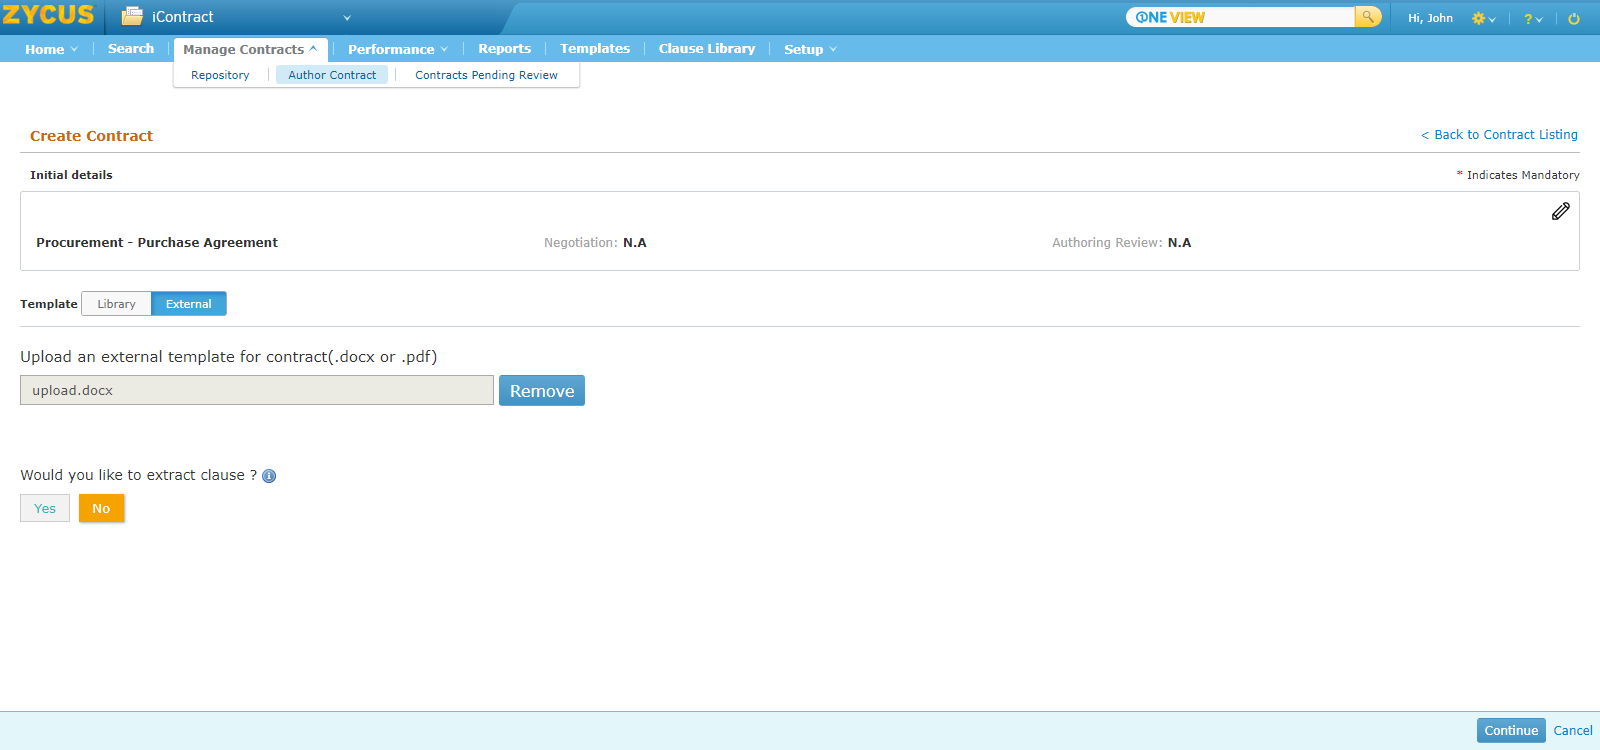 ZYCUS iContract ONE VIEW Hi, John ?
Home Search Manage Contracts Performance Reports Templates Clause Library Setup
Repository Author Contract Contracts Pending Review
Create Contract < Back to Contract Listing
Initial details * Indicates Mandatory
Procurement - Purchase Agreement Negotiation: N.A Authoring Review: N.A
Template Library External
Upload an external template for contract(.docx or .pdf)
upload.docx Remove
Would you like to extract clause ? i
Yes No
Continue Cancel